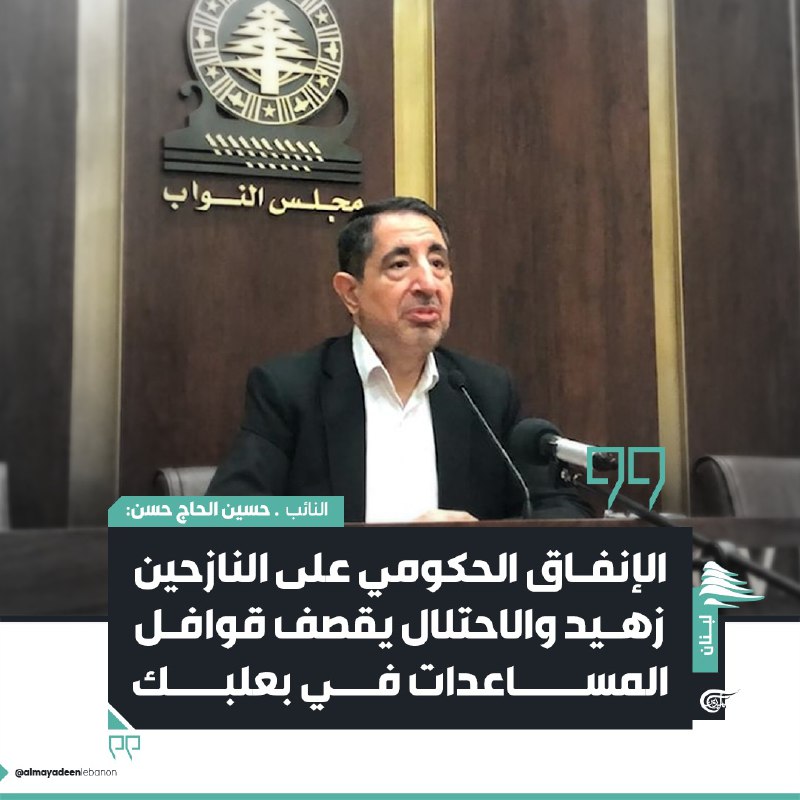 مجلس النواب
النائب . حسين الحاج حسن:
الإنفاق الحكومي على النازحين
زهيد والاحتلال يقصف قوافل
المساعدات في بعلبك
لبنان
@almayadeenlebanon